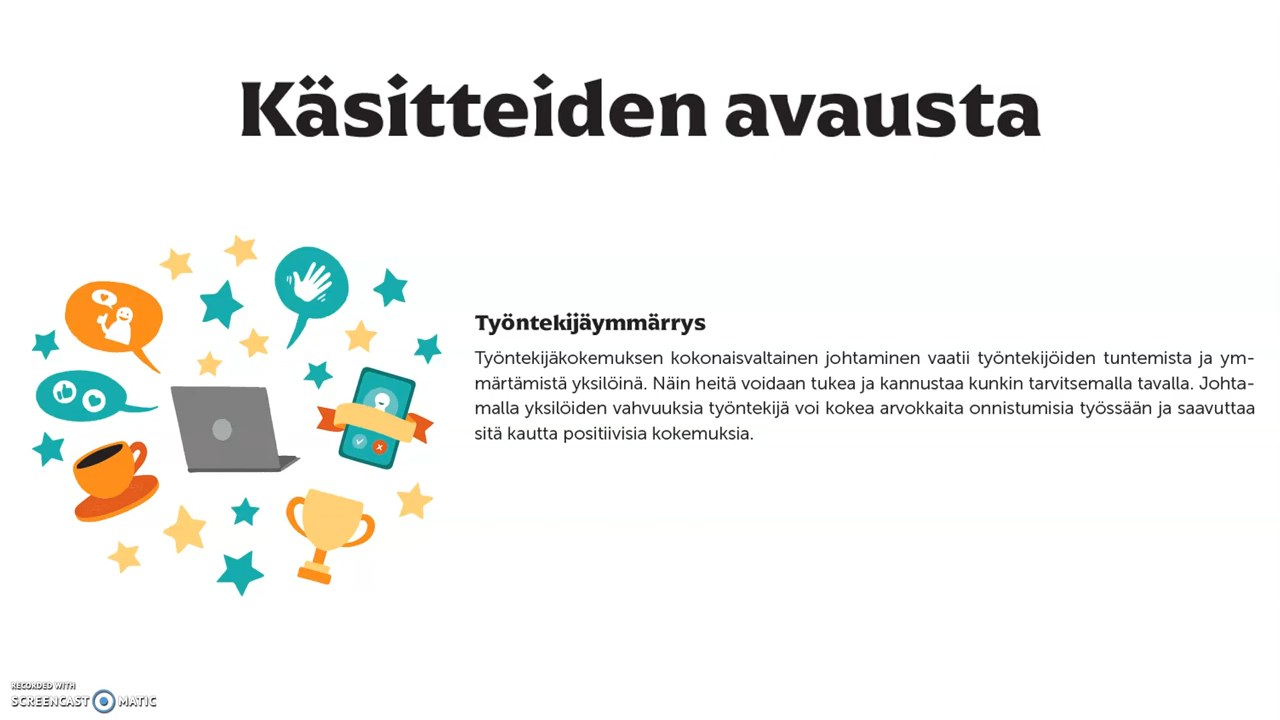 Käsitteiden avausta
Työntekijäymmärrys
Työntekijäkokemuksen kokonaisvaltainen johtaminen vaatii työntekijöiden tuntemista ja ym-
märtämistä yksilöinä. Näin heitä voidaan tukea ja kannustaa kunkin tarvitsemalla tavalla. Johta-
malla yksilöiden vahvuuksia työntekijä voi kokea arvokkaita onnistumisia työssään ja saavuttaa
sitä kautta positiivisia kokemuksia.
RECORDED WITH
SCREENCAST MATIC